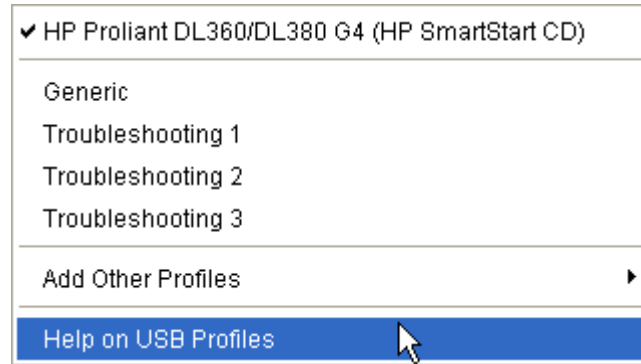 HP Proliant DL360/DL380 G4 (HP SmartStart CD)
Generic
Troubleshooting 1
Troubleshooting 2
Troubleshooting 3
Add Other Profiles
Help on USB Profiles